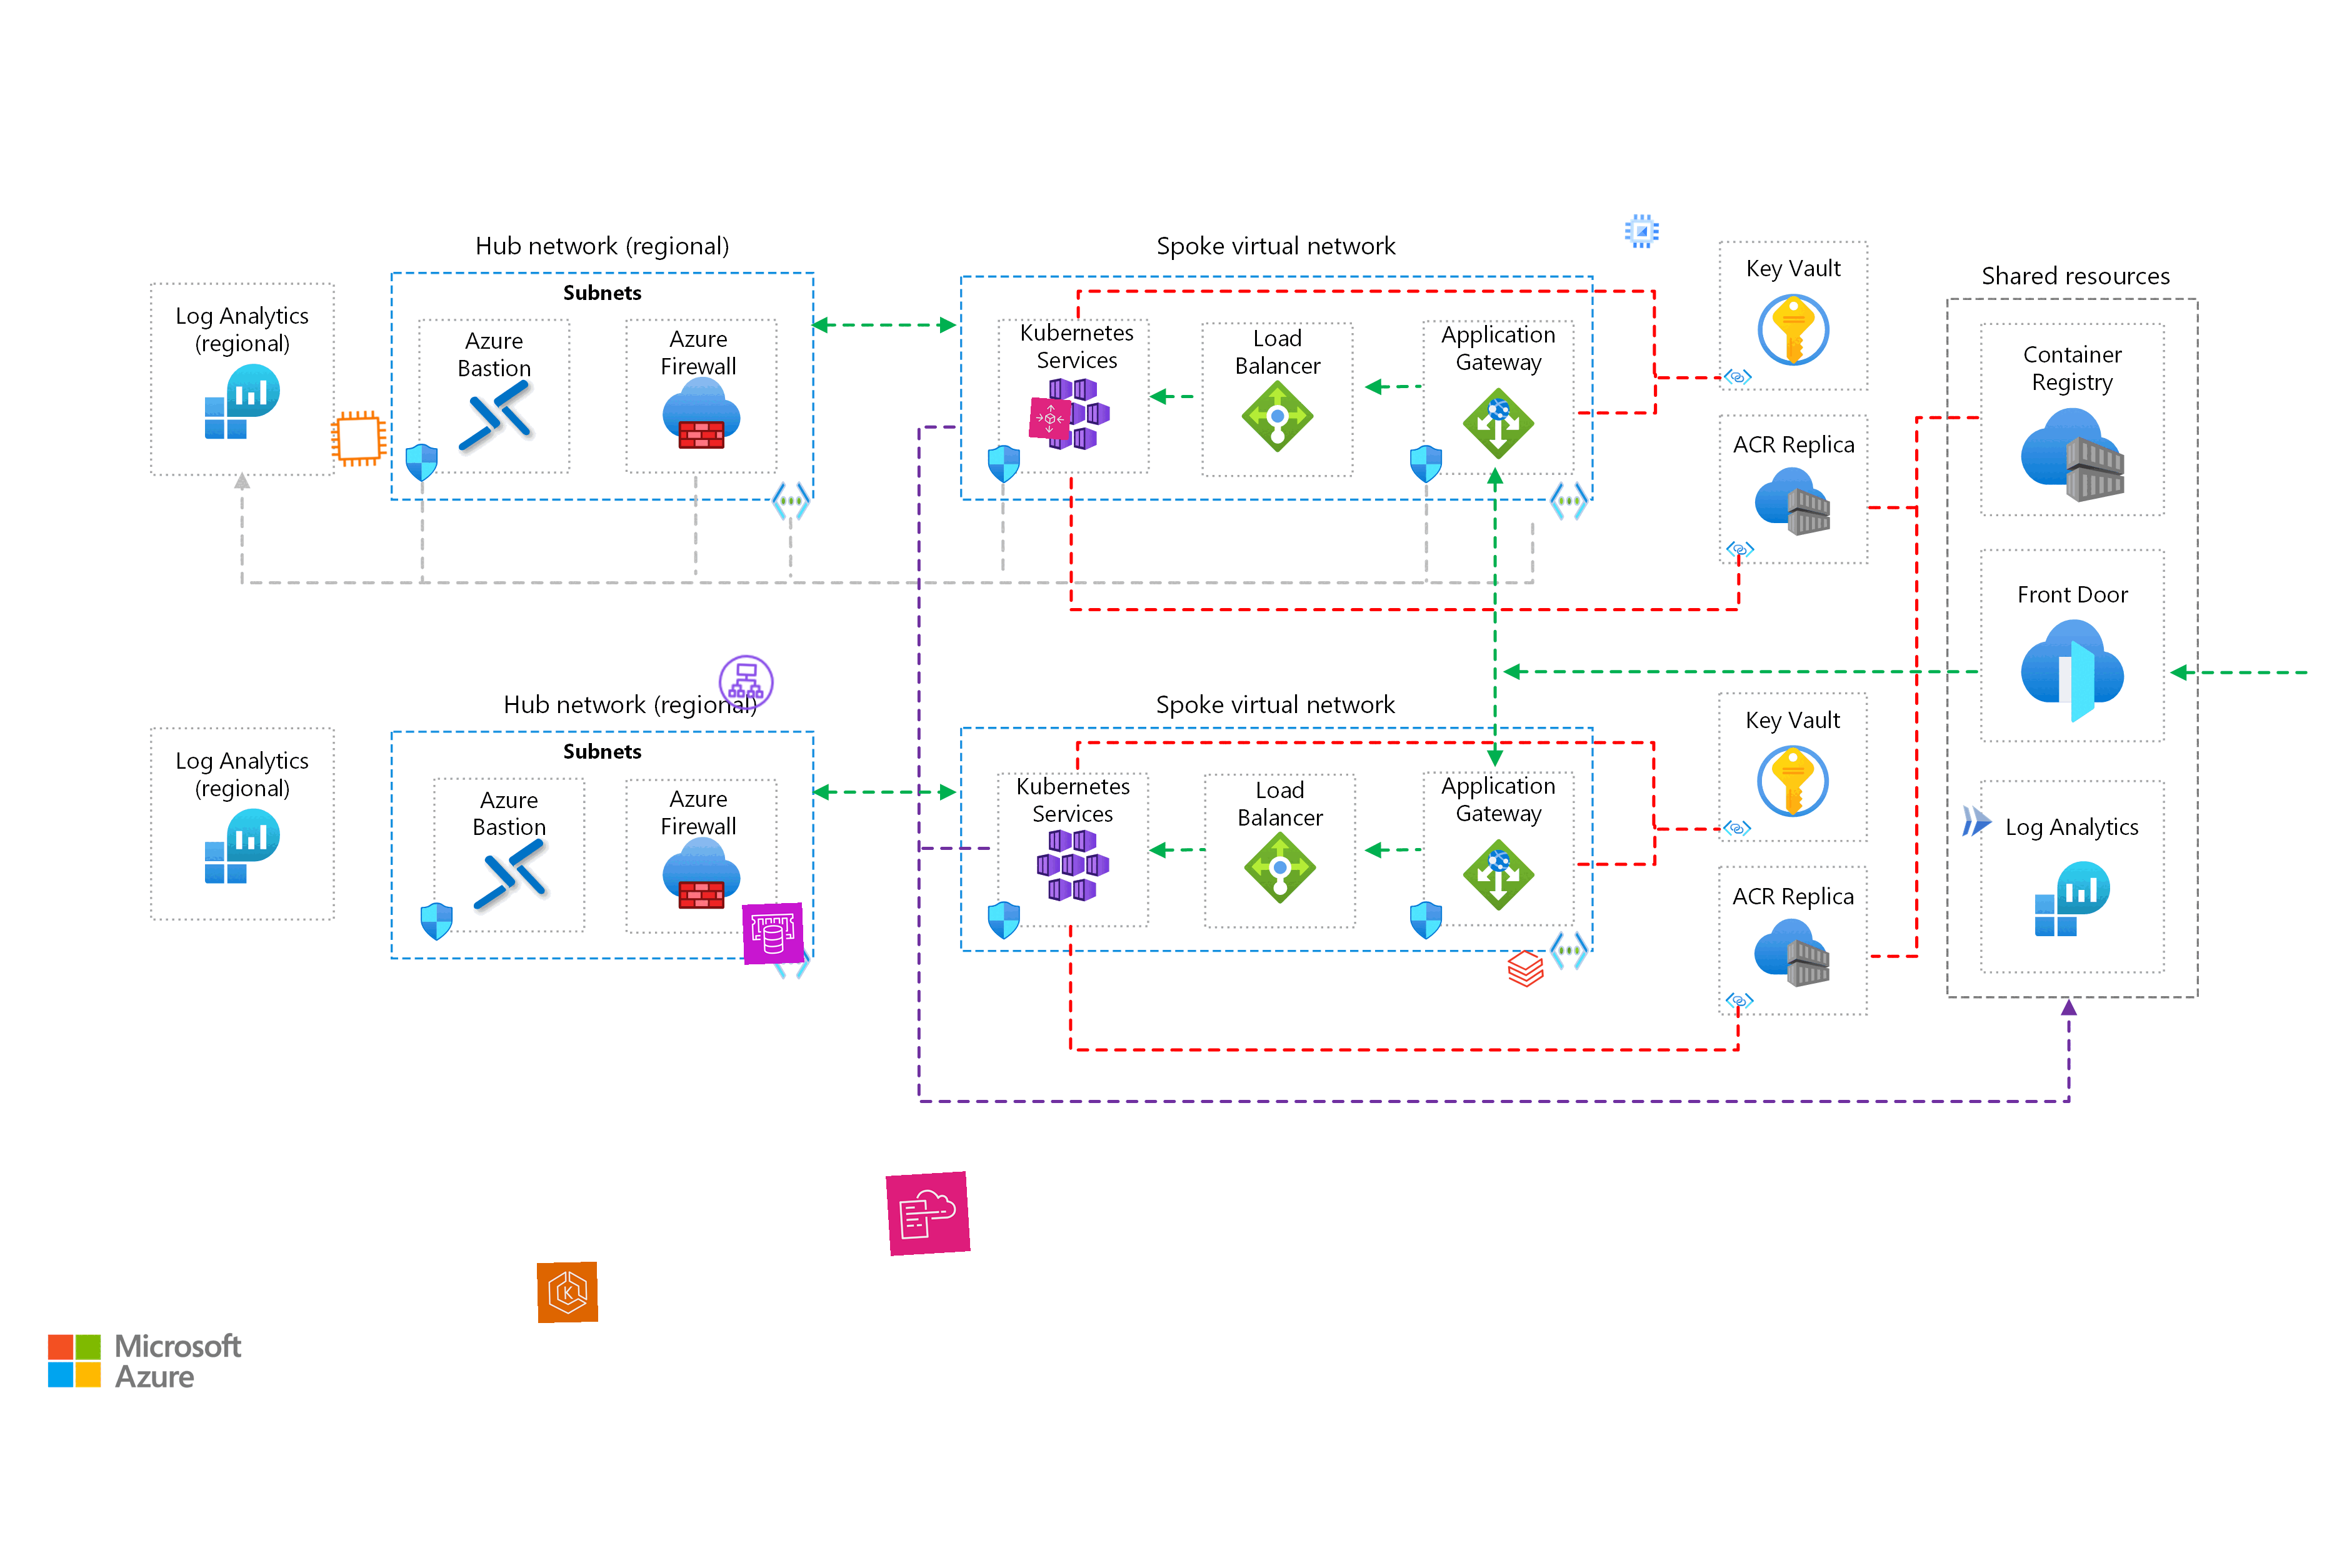 Hub network (regional)
Spoke virtual network
Subnets
Log Analytics
(regional)
Azure
Bastion
Azure
Firewall
Kubernetes
Services
Load
Balancer
Application
Gateway
Key Vault
ACR Replica
Shared resources
Container
Registry
Front Door
Log Analytics
Hub network (regional)
Spoke virtual network
Subnets
Log Analytics
(regional)
Azure
Bastion
Azure
Firewall
Kubernetes
Services
Load
Balancer
Application
Gateway
Key Vault
ACR Replica
K
Microsoft
Azure